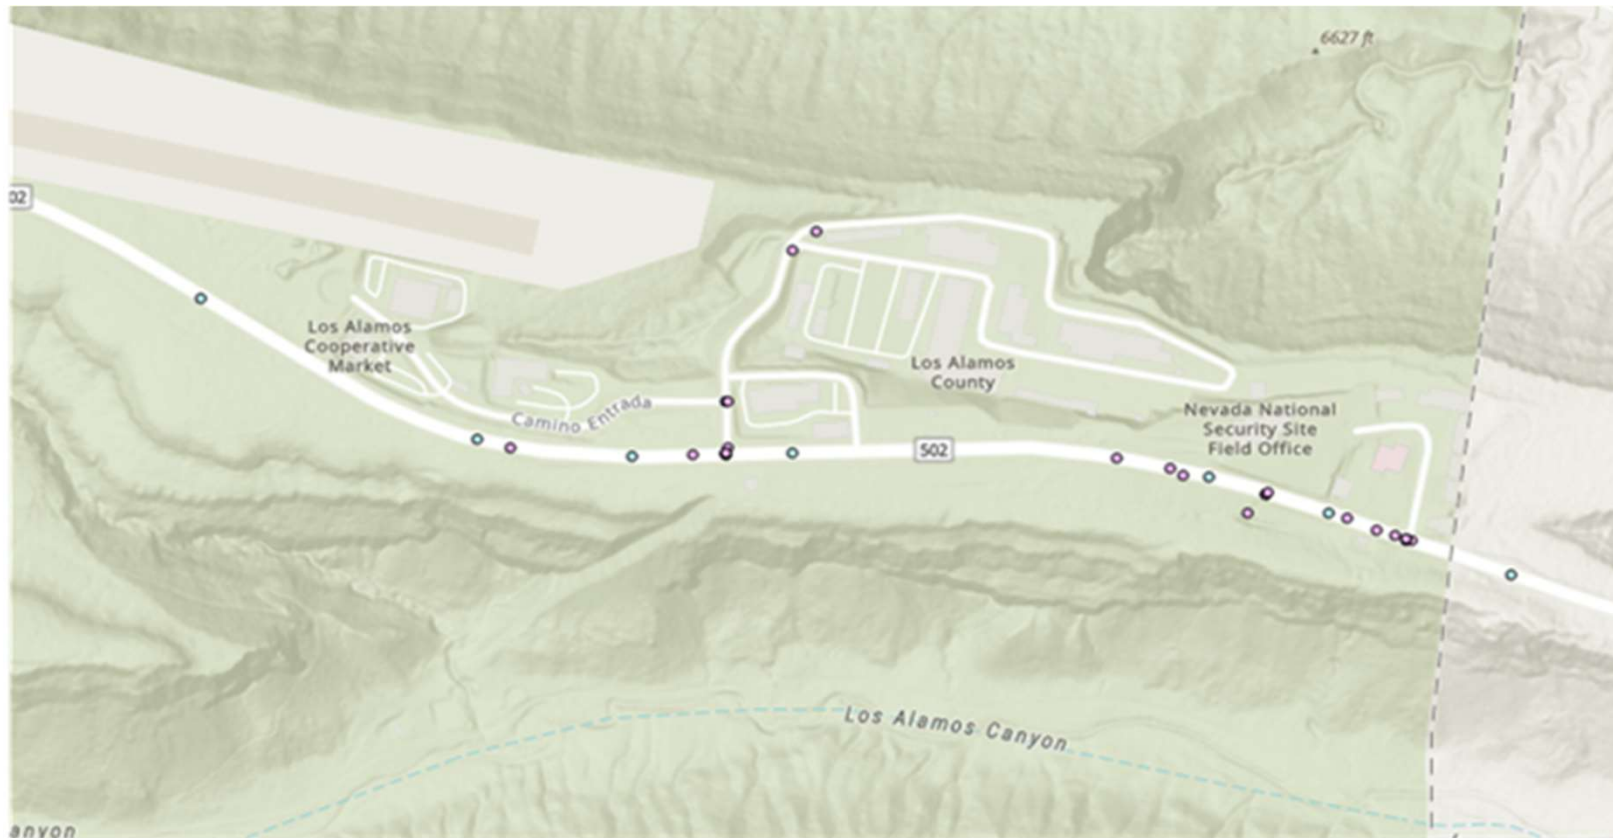 6627 ft
02
Los Alamos
Cooperative
Market
Los Alamos
County
Camino Entrada
Nevada National
Security Site
Field Office
502
Los Alamos Canyon
anyon